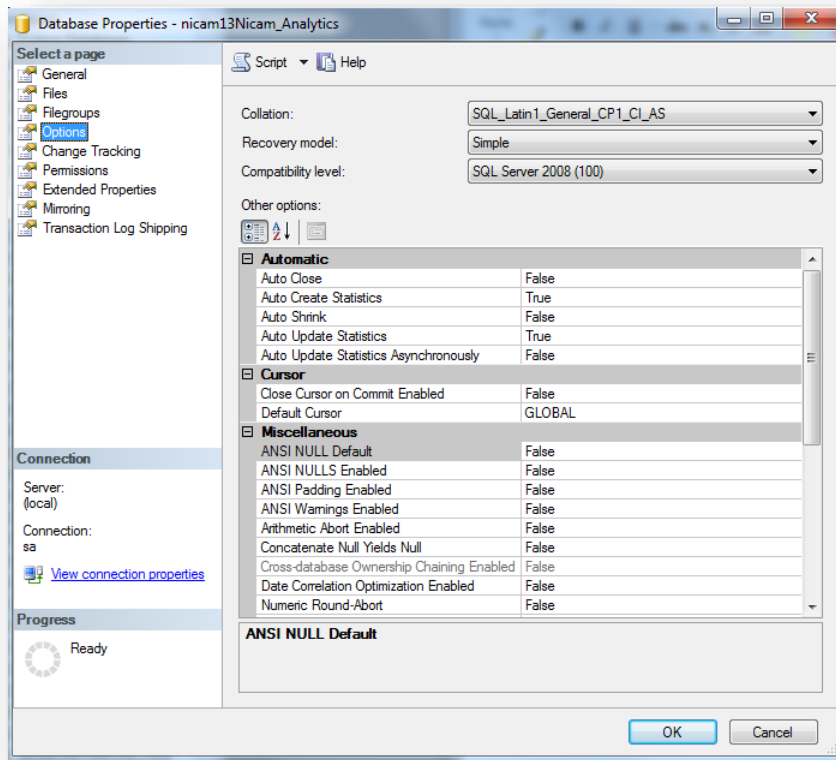 Database Properties - nicam13Nicam_Analytics
Select a page
General
Files
Filegroups
Options
Change Tracking
Permissions
Extended Properties
Mirroring
Transaction Log Shipping
Script Help
Collation: SQL_Latin1_General_CP1_CI_AS
Recovery model: Simple
Compatibility level: SQL Server 2008 (100)
Other options:
Automatic
Auto Close False
Auto Create Statistics True
Auto Shrink False
Auto Update Statistics True
Auto Update Statistics Asynchronously False
Cursor
Close Cursor on Commit Enabled False
Default Cursor GLOBAL
Miscellaneous
ANSI NULL Default False
ANSI NULLS Enabled False
ANSI Padding Enabled False
ANSI Warnings Enabled False
Arithmetic Abort Enabled False
Concatenate Null Yields Null False
Cross-database Ownership Chaining Enabled False
Date Correlation Optimization Enabled False
Numeric Round-Abort False
ANSI NULL Default
Connection
Server:
(local)
Connection:
sa
View connection properties
Progress
Ready
OK Cancel